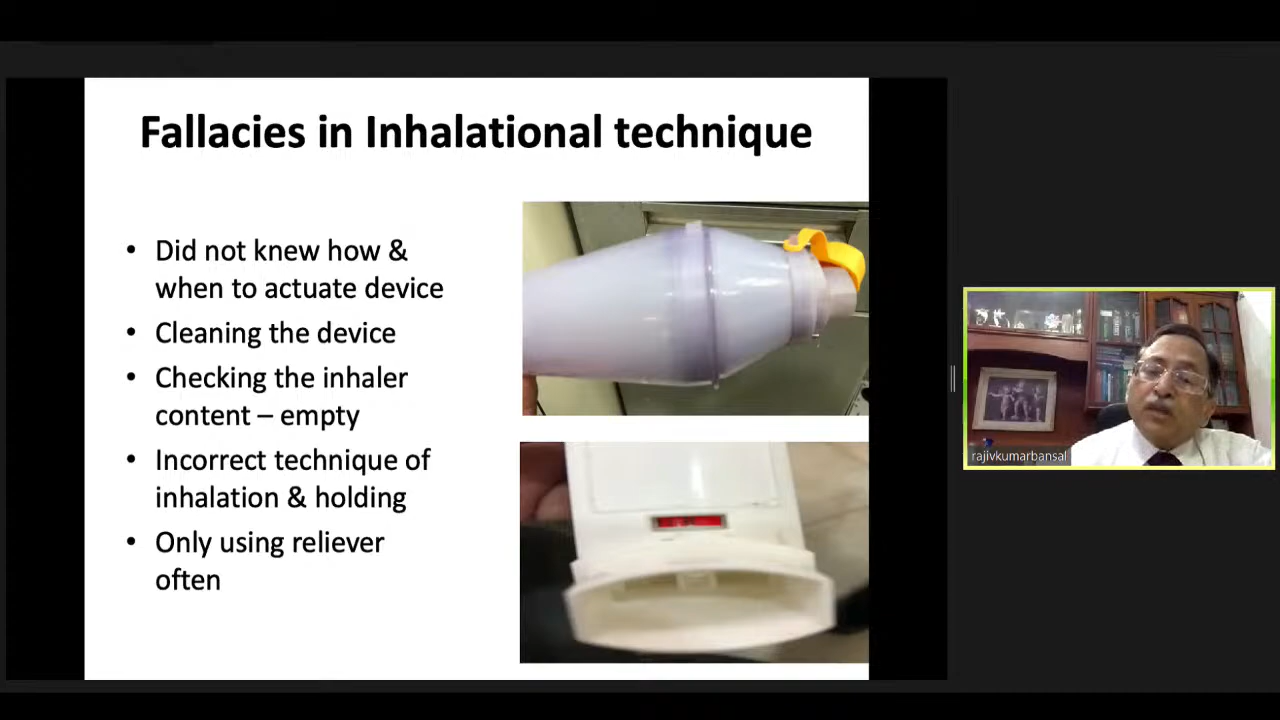 Fallacies in Inhalational technique
• Did not knew how &
when to actuate device
• Cleaning the device
• Checking the inhaler
content – empty
• Incorrect technique of
inhalation & holding
• Only using reliever
often
rajivkumarbansal